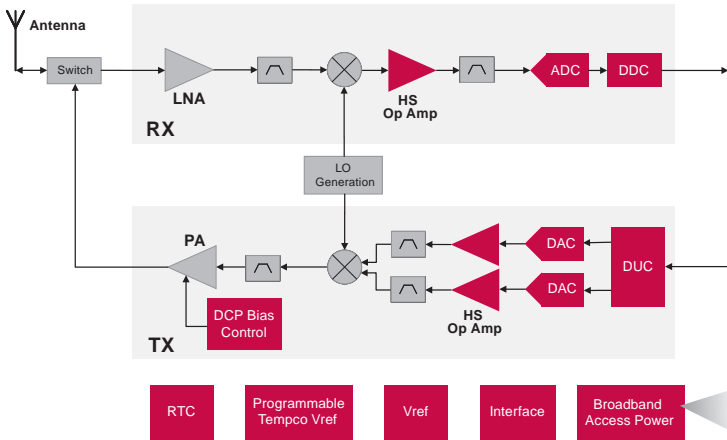 Antenna
Switch
LNA
HS
Op Amp
ADC
DDC
RX
LO
Generation
PA
DAC
DUC
DAC
DCP Bias
Control
HS
Op Amp
TX
RTC
Programmable
Tempco Vref
Vref
Interface
Broadband
Access Power